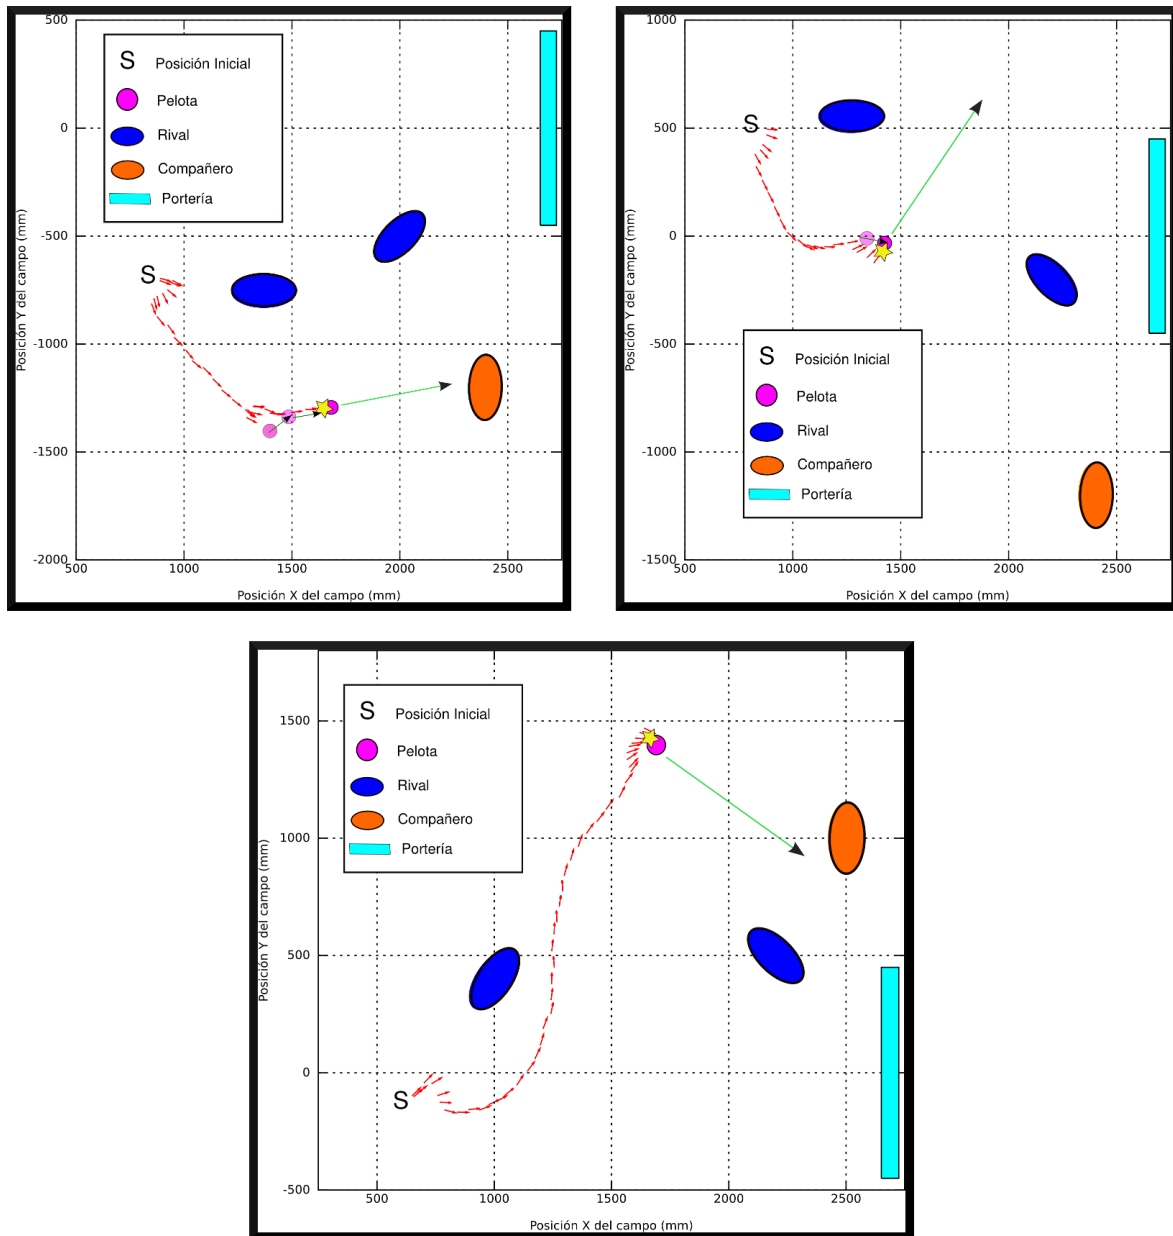 500
0
-500
-1000
-1500
-2000
500
1000
1500
2000
2500
Posición X del campo (mm)
Posición Y del campo (mm)
S Posición Inicial
Pelota
Rival
Compañero
Portería
S
1000
500
0
-500
-1000
-1500
500
1000
1500
2000
2500
Posición X del campo (mm)
Posición Y del campo (mm)
S
S Posición Inicial
Pelota
Rival
Compañero
Portería
1500
1000
500
0
-500
500
1000
1500
2000
2500
Posición X del campo (mm)
Posición Y del campo (mm)
S Posición Inicial
Pelota
Rival
Compañero
Portería
S